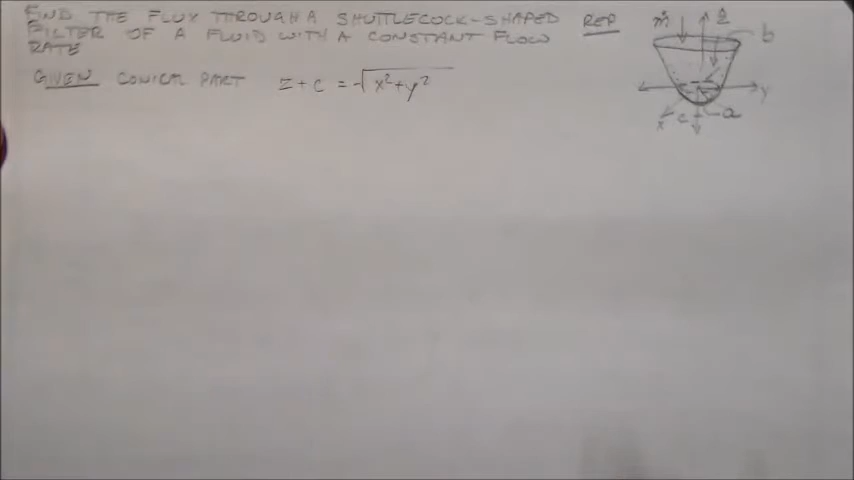 FIND THE FLUX THROUGH A SHUTTLECOCK-SHAPED
FILTER OF A FLUID WITH A CONSTANT FLOW
RATE
REP
GIVEN CONICAL PART z + c = √x²+y²
ṁ
z
b
y
x
c
a